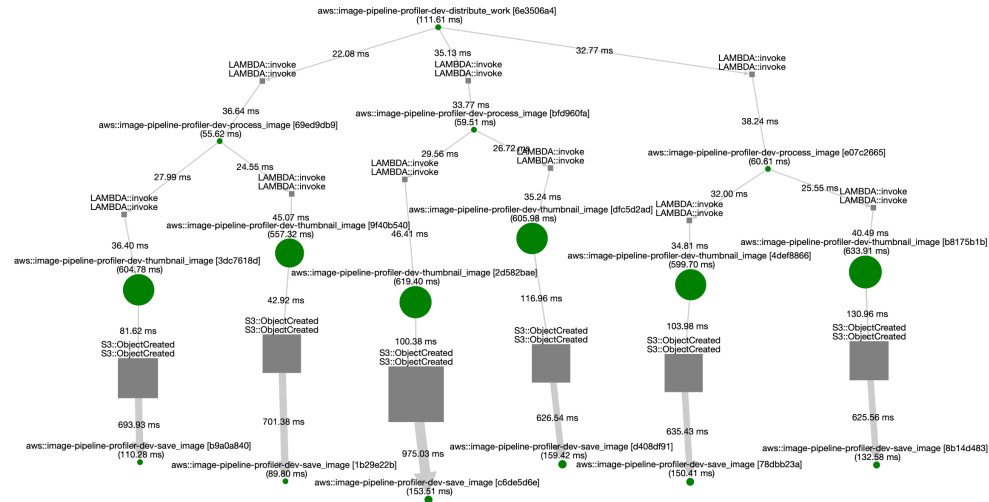 aws::image-pipeline-profiler-dev-distribute_work [6e3506a4]
(111.61 ms)
22.08 ms
35.13 ms
32.77 ms
LAMBDA::invoke
LAMBDA::invoke
LAMBDA::invoke
LAMBDA::invoke
LAMBDA::invoke
LAMBDA::invoke
36.64 ms
33.77 ms
38.24 ms
aws::image-pipeline-profiler-dev-process_image [69ed9db9]
(55.62 ms)
aws::image-pipeline-profiler-dev-process_image [bfd960fa]
(59.51 ms)
aws::image-pipeline-profiler-dev-process_image [e07c2665]
(60.61 ms)
27.99 ms
24.55 ms
29.56 ms
26.72 ms
32.00 ms
25.55 ms
LAMBDA::invoke
LAMBDA::invoke
LAMBDA::invoke
LAMBDA::invoke
LAMBDA::invoke
LAMBDA::invoke
LAMBDA::invoke
LAMBDA::invoke
LAMBDA::invoke
LAMBDA::invoke
LAMBDA::invoke
LAMBDA::invoke
36.40 ms
45.07 ms
46.41 ms
35.24 ms
34.81 ms
40.49 ms
aws::image-pipeline-profiler-dev-thumbnail_image [3dc7618d]
(604.78 ms)
aws::image-pipeline-profiler-dev-thumbnail_image [9f40b540]
(557.32 ms)
aws::image-pipeline-profiler-dev-thumbnail_image [2d582bae]
(619.40 ms)
aws::image-pipeline-profiler-dev-thumbnail_image [dfc5d2ad]
(605.98 ms)
aws::image-pipeline-profiler-dev-thumbnail_image [4def8866]
(599.70 ms)
aws::image-pipeline-profiler-dev-thumbnail_image [b8175b1b]
(633.91 ms)
81.62 ms
42.92 ms
100.38 ms
116.96 ms
103.98 ms
130.96 ms
S3::ObjectCreated
S3::ObjectCreated
S3::ObjectCreated
S3::ObjectCreated
S3::ObjectCreated
S3::ObjectCreated
S3::ObjectCreated
S3::ObjectCreated
S3::ObjectCreated
S3::ObjectCreated
S3::ObjectCreated
S3::ObjectCreated
693.93 ms
701.38 ms
975.03 ms
626.54 ms
635.43 ms
625.56 ms
aws::image-pipeline-profiler-dev-save_image [b9a0a840]
(110.28 ms)
aws::image-pipeline-profiler-dev-save_image [1b29e22b]
(89.80 ms)
aws::image-pipeline-profiler-dev-save_image [c6de5d6e]
(153.51 ms)
aws::image-pipeline-profiler-dev-save_image [d408df91]
(159.42 ms)
aws::image-pipeline-profiler-dev-save_image [78dbb23a]
(150.41 ms)
aws::image-pipeline-profiler-dev-save_image [8b14d483]
(132.58 ms)